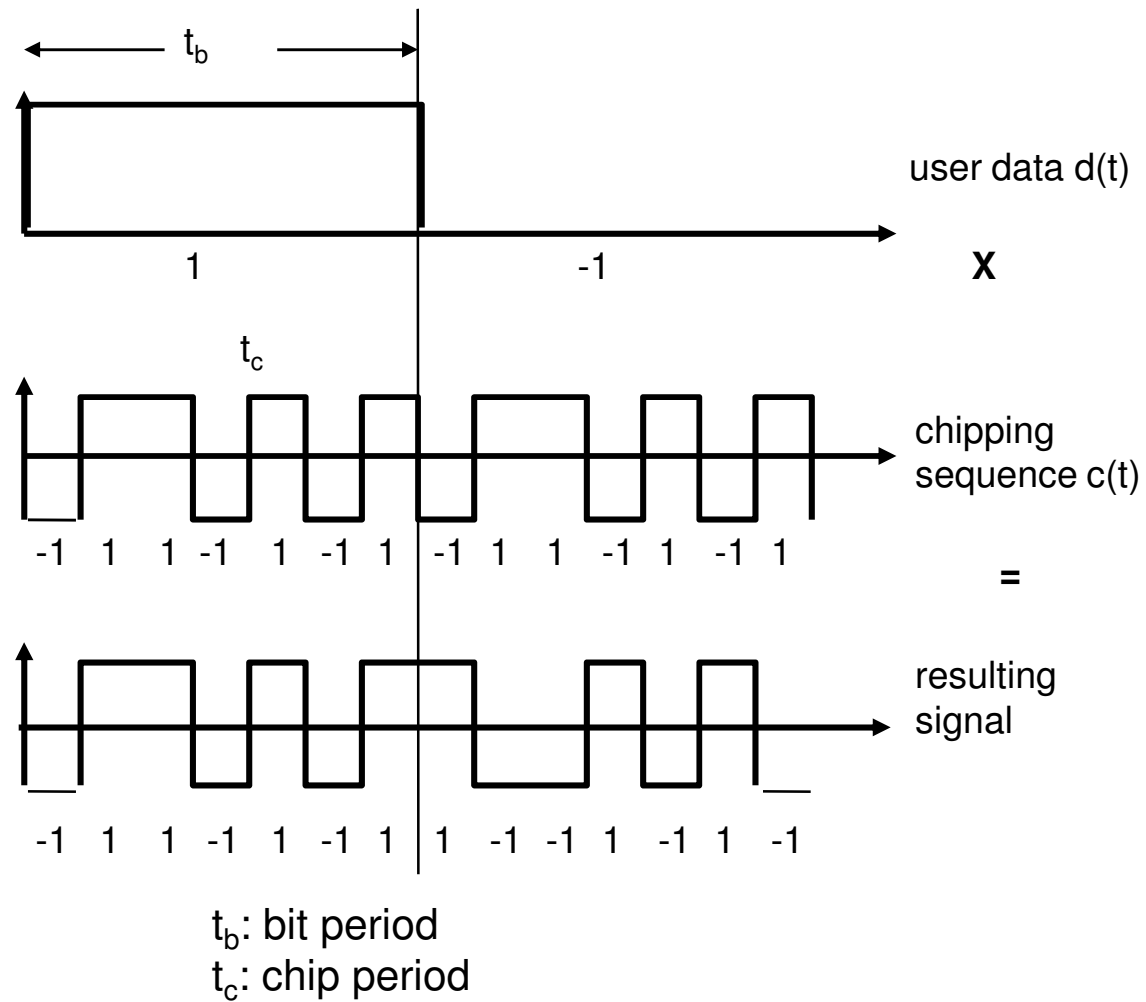 t_b
user data d(t)
1 -1 X
t_c
chipping
sequence c(t)
-1 1 1 -1 1 -1 1 -1 1 1 -1 1 -1 1
=
resulting
signal
-1 1 1 -1 1 -1 1 1 -1 -1 1 -1 1 -1
t_b: bit period
t_c: chip period